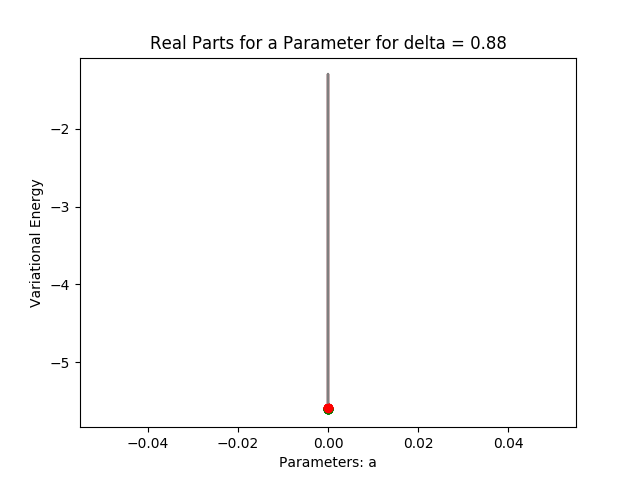 Real Parts for a Parameter for delta = 0.88
Variational Energy
−2
−3
−4
−5
−0.04 −0.02 0.00 0.02 0.04
Parameters: a